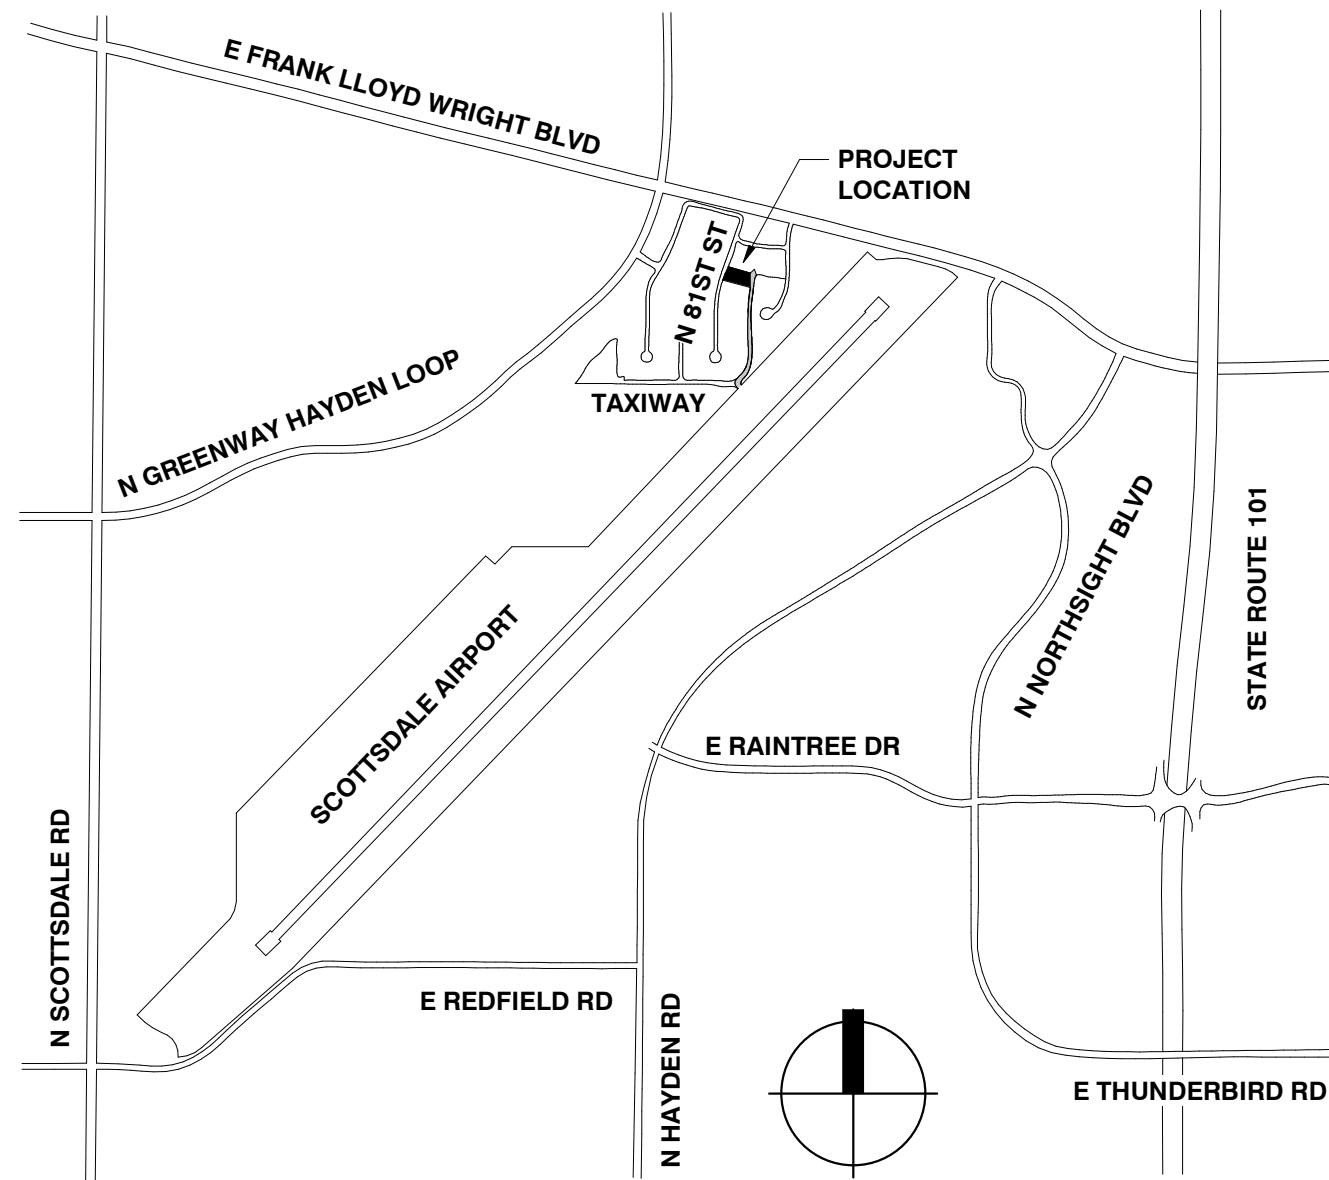 E FRANK LLOYD WRIGHT BLVD
PROJECT
LOCATION
N 81ST ST
N GREENWAY HAYDEN LOOP
TAXIWAY
N NORTHSIGHT BLVD
STATE ROUTE 101
SCOTTSDALE AIRPORT
E RAINTREE DR
N SCOTTSDALE RD
E REDFIELD RD
N HAYDEN RD
E THUNDERBIRD RD